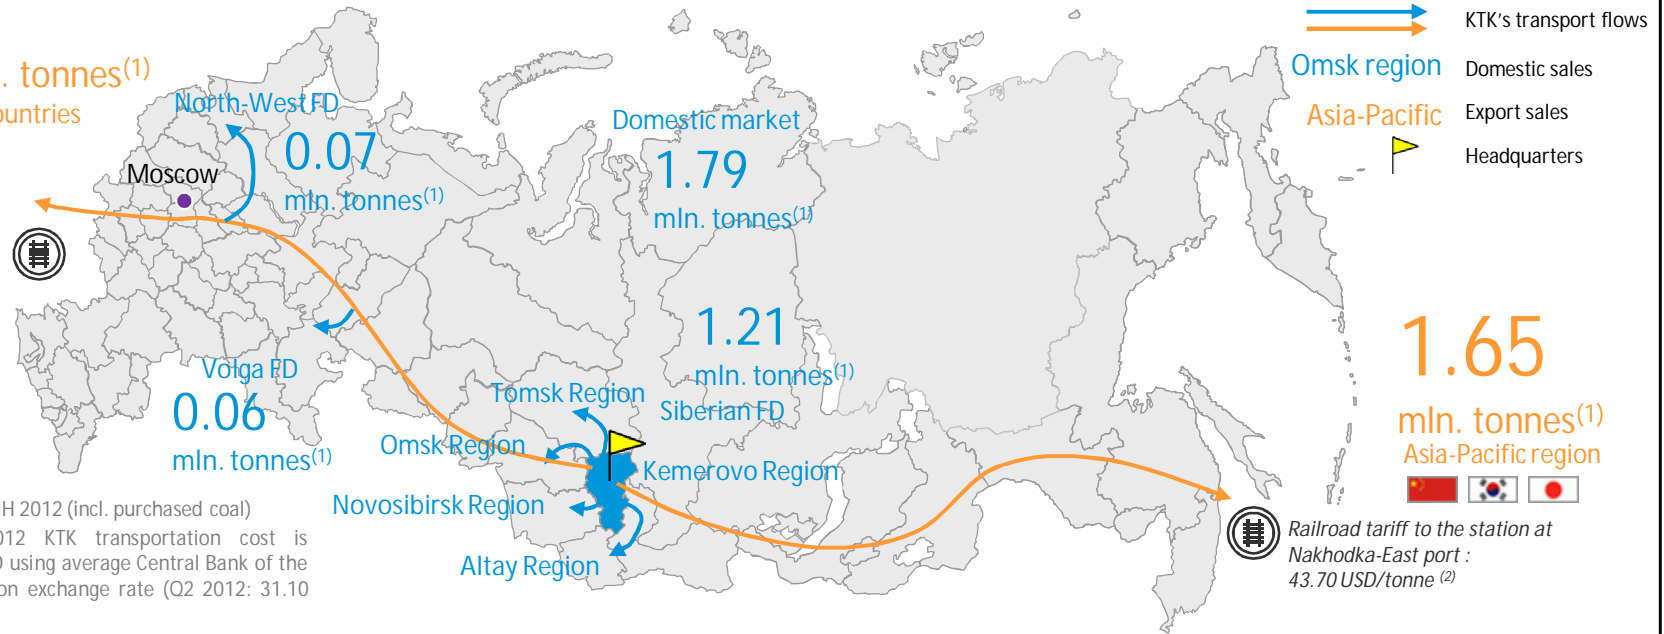 KTK's transport flows
Omsk region Domestic sales
Asia-Pacific Export sales
Headquarters
. tonnes(1)
North-West FD
0.07
mln. tonnes(1)
Moscow
Domestic market
1.79
mln. tonnes(1)
1.21
mln. tonnes(1)
Siberian FD
Volga FD
0.06
mln. tonnes(1)
Tomsk Region
Omsk Region
Kemerovo Region
Novosibirsk Region
Altay Region
1.65
mln. tonnes(1)
Asia-Pacific region
Railroad tariff to the station at
Nakhodka-East port :
43.70 USD/tonne (2)
2012 (incl. purchased coal)
KTK transportation cost is
using average Central Bank of the
exchange rate (Q2 2012: 31.10